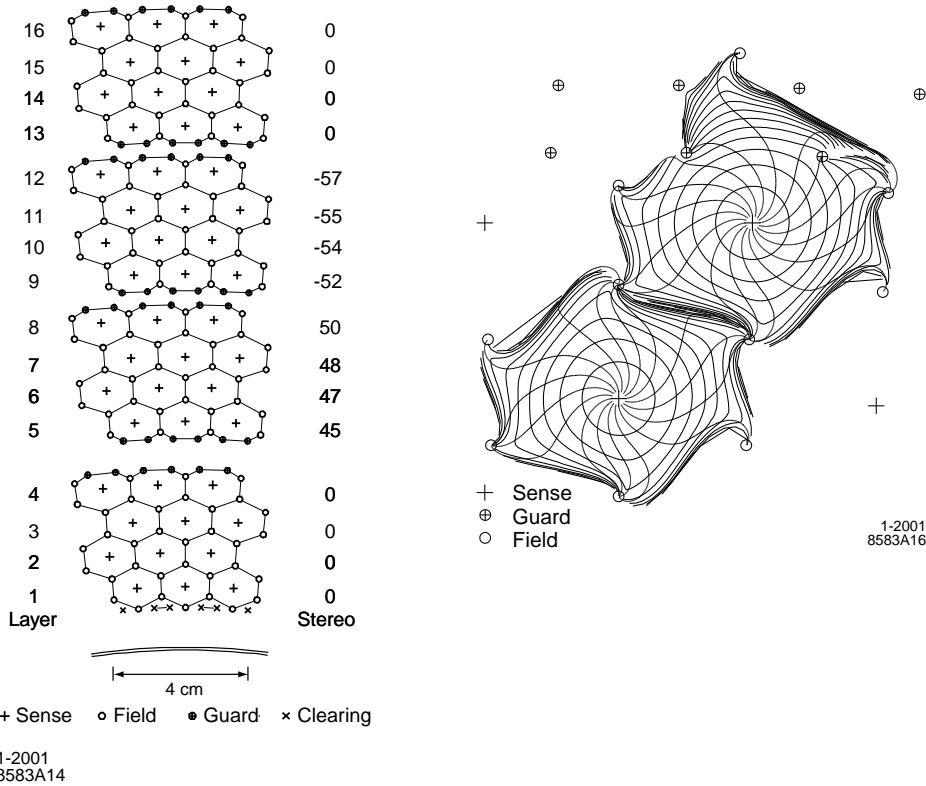 16 0
15 0
14 0
13 0
12 -57
11 -55
10 -54
9 -52
8 50
7 48
6 47
5 45
4 0
3 0
2 0
1 0
Layer Stereo
4 cm
Sense Field Guard Clearing
1-2001
8583A14
Sense
Guard
Field
1-2001
8583A16